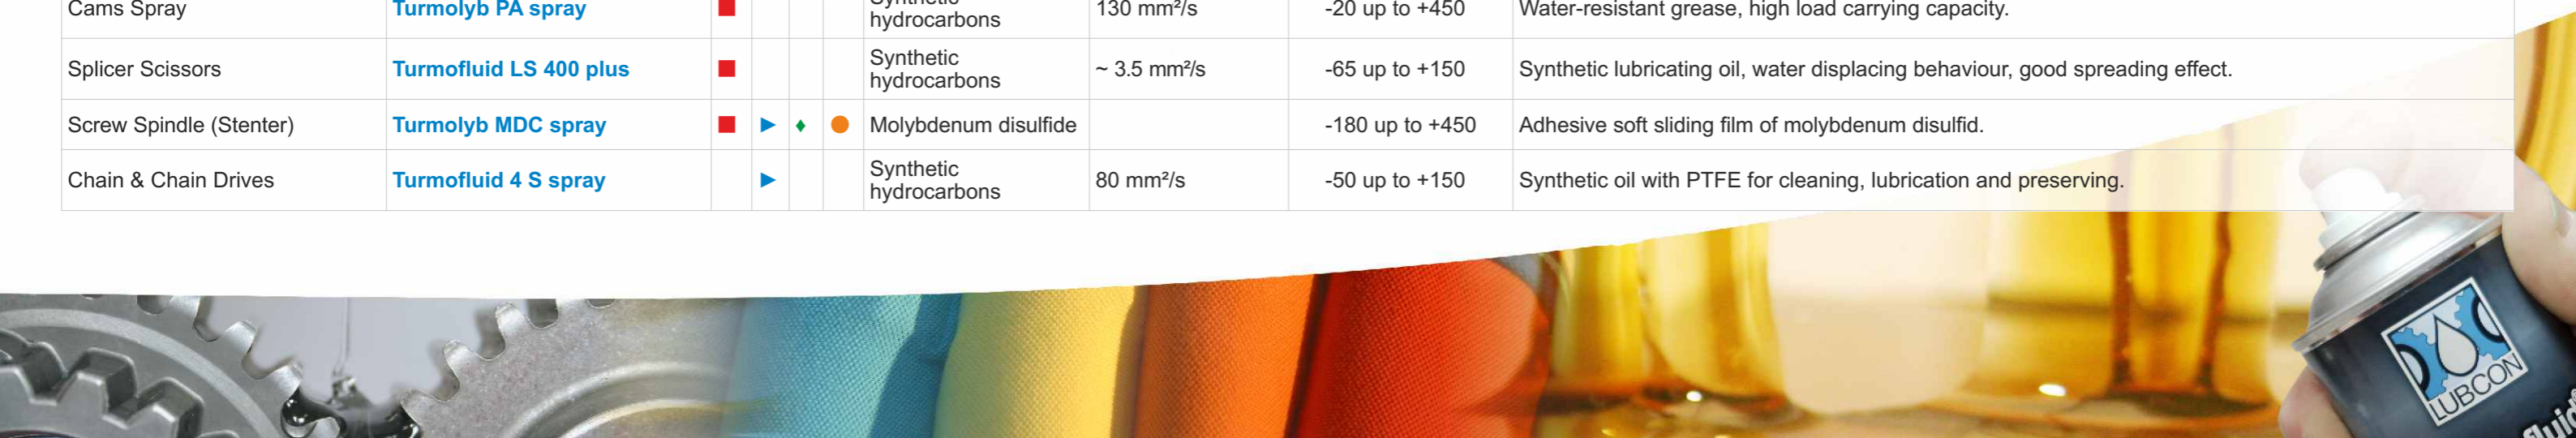 Cams Spray Turmolyb PA spray ■ Synthetic hydrocarbons 130 mm²/s -20 up to +450 Water-resistant grease, high load carrying capacity.
Splicer Scissors Turmofluid LS 400 plus ■ Synthetic hydrocarbons ~ 3.5 mm²/s -65 up to +150 Synthetic lubricating oil, water displacing behaviour, good spreading effect.
Screw Spindle (Stenter) Turmolyb MDC spray ■ ► ♦ ● Molybdenum disulfide -180 up to +450 Adhesive soft sliding film of molybdenum disulfid.
Chain & Chain Drives Turmofluid 4 S spray ► Synthetic hydrocarbons 80 mm²/s -50 up to +150 Synthetic oil with PTFE for cleaning, lubrication and preserving.
LUBCON